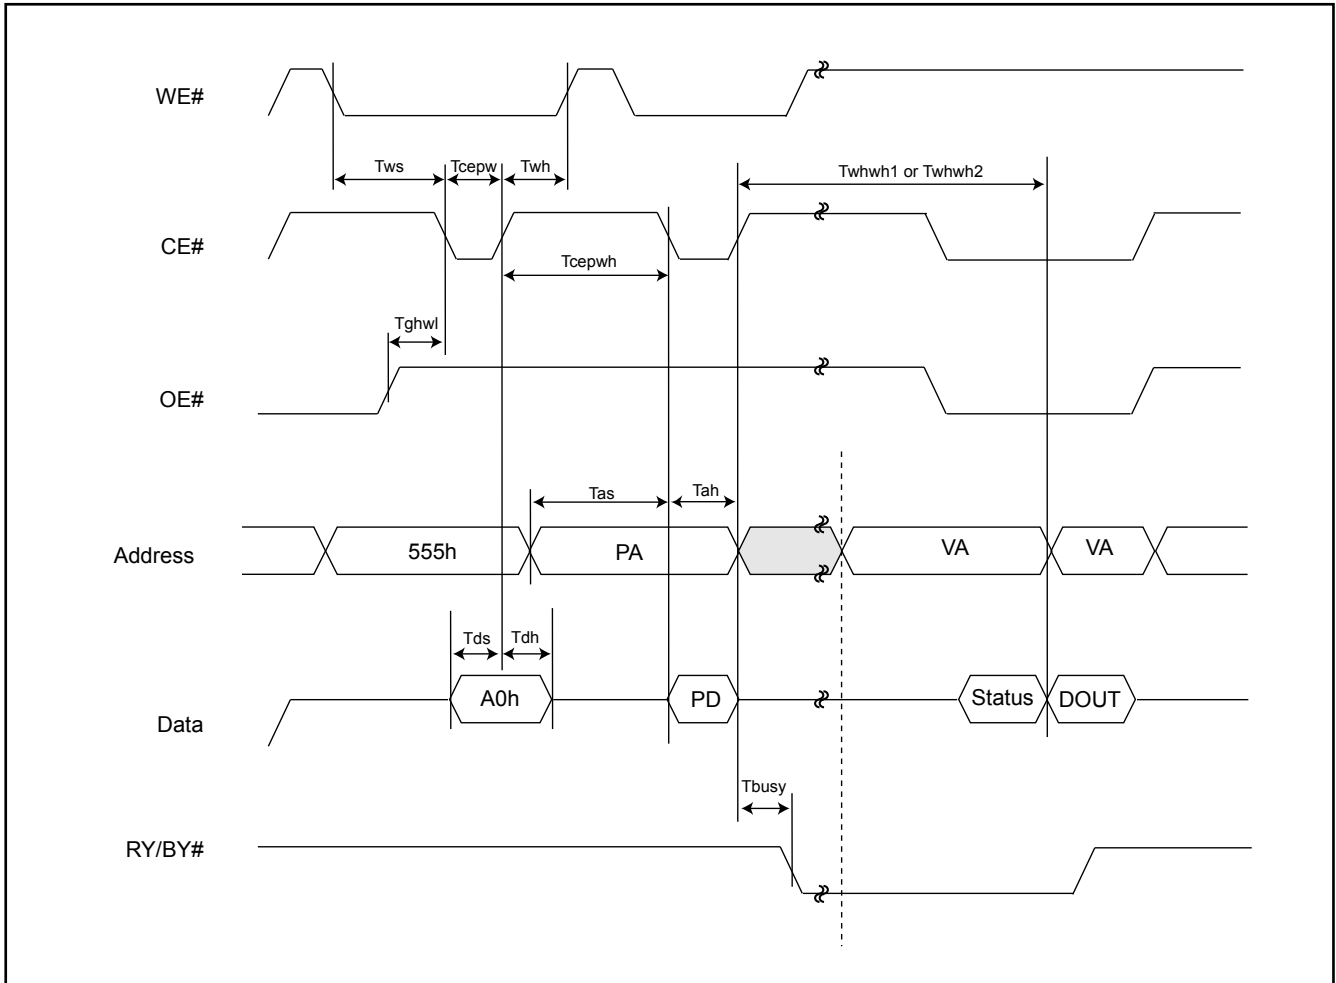 WE#
Tws Tcepw Twh
Twhwh1 or Twhwh2
CE#
Tcepwh
Tghwl
OE#
Tas Tah
Address 555h PA VA VA
Tds Tdh
Data A0h PD Status DOUT
Tbusy
RY/BY#